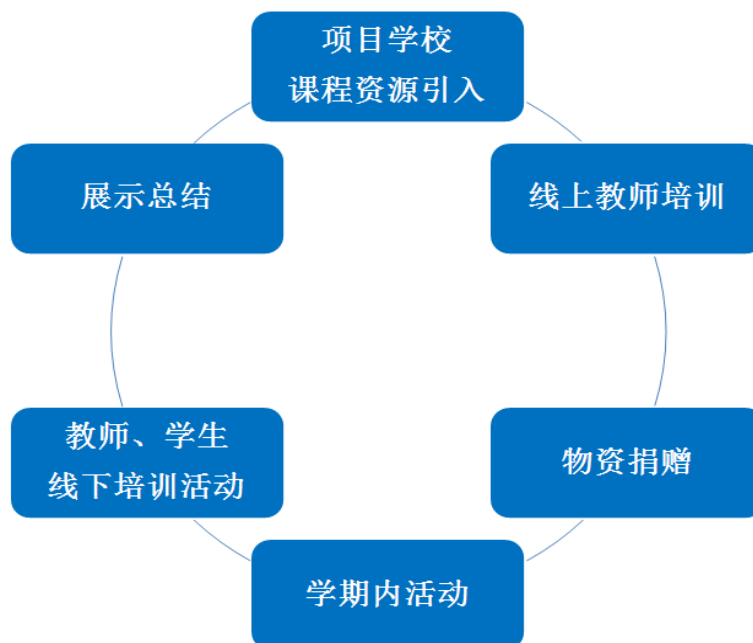 项目学校
课程资源引入
线上教师培训
物资捐赠
学期内活动
教师、学生
线下培训活动
展示总结